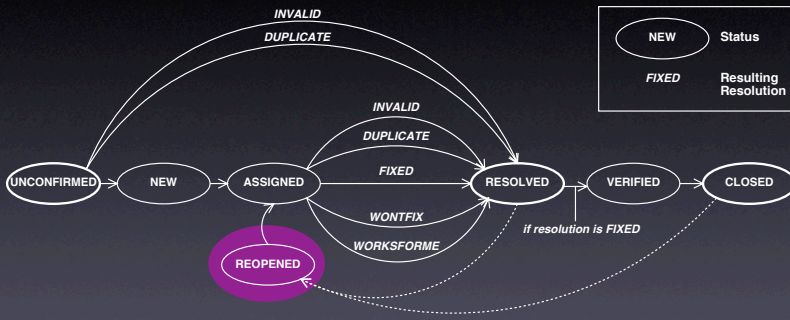 INVALID
DUPLICATE
NEW
Status
FIXED
Resulting
Resolution
INVALID
DUPLICATE
FIXED
UNCONFIRMED
NEW
ASSIGNED
RESOLVED
VERIFIED
CLOSED
WONTFIX
if resolution is FIXED
WORKSFORME
REOPENED